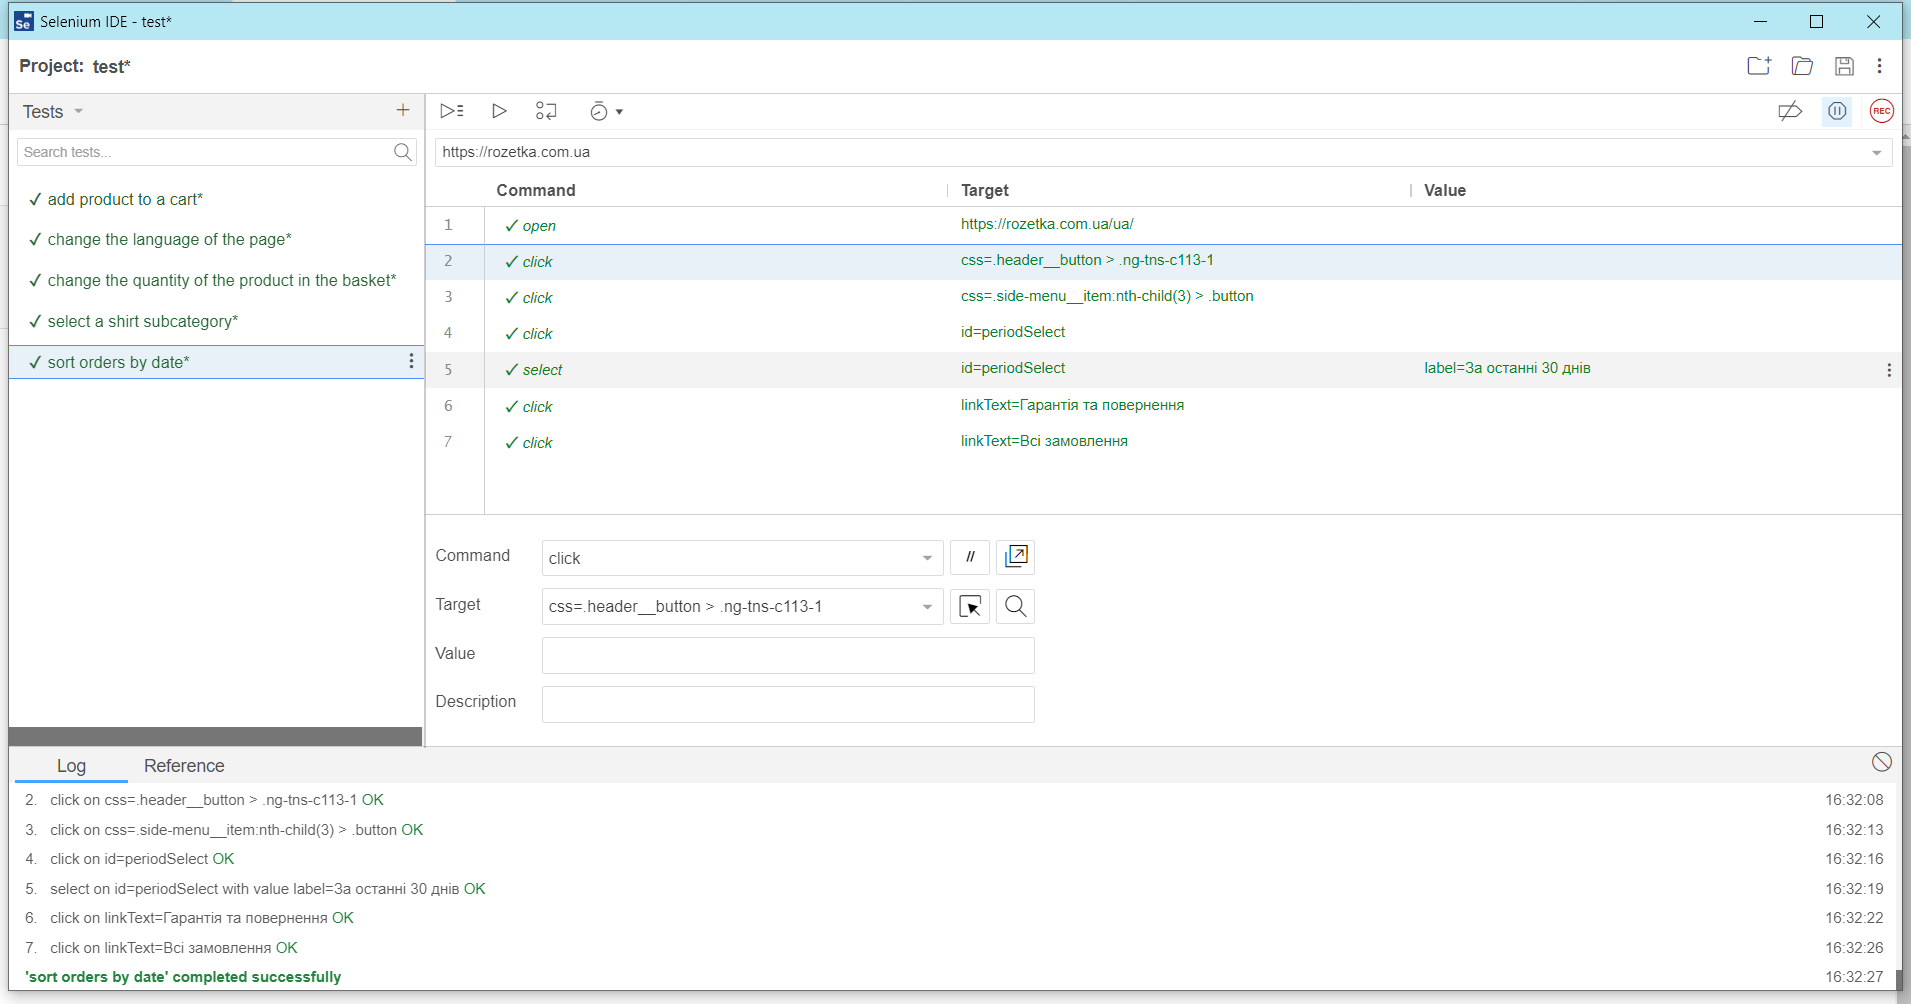 Se Selenium IDE - test*
Project: test*
Tests
Search tests...
✓ add product to a cart*
✓ change the language of the page*
✓ change the quantity of the product in the basket*
✓ select a shirt subcategory*
✓ sort orders by date*
REC
https://rozetka.com.ua
Command Target Value
1 ✓ open https://rozetka.com.ua/ua/
2 ✓ click css=.header__button > .ng-tns-c113-1
3 ✓ click css=.side-menu__item:nth-child(3) > .button
4 ✓ click id=periodSelect
5 ✓ select id=periodSelect label=За останні 30 днів
6 ✓ click linkText=Гарантія та повернення
7 ✓ click linkText=Всі замовлення
Command click //
Target css=.header__button > .ng-tns-c113-1
Value
Description
Log Reference
2. click on css=.header__button > .ng-tns-c113-1 OK 16:32:08
3. click on css=.side-menu__item:nth-child(3) > .button OK 16:32:13
4. click on id=periodSelect OK 16:32:16
5. select on id=periodSelect with value label=За останні 30 днів OK 16:32:19
6. click on linkText=Гарантія та повернення OK 16:32:22
7. click on linkText=Всі замовлення OK 16:32:26
'sort orders by date' completed successfully 16:32:27